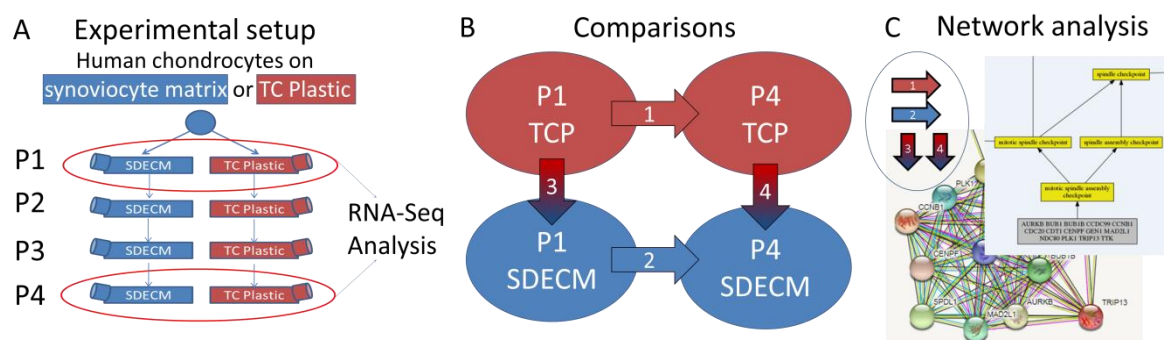 A
Experimental setup
Human chondrocytes on
synoviocyte matrix or TC Plastic
P1
SDECM
TC Plastic
P2
SDECM
TC Plastic
P3
SDECM
TC Plastic
P4
SDECM
TC Plastic
RNA-Seq
Analysis
B
Comparisons
P1
TCP
1
P4
TCP
3
4
P1
SDECM
2
P4
SDECM
C
Network analysis
1
2
3
4
spindle checkpoint
mitotic spindle checkpoint
spindle assembly checkpoint
mitotic spindle assembly
checkpoint
AURKB BUB1 BUB1B CCDC99 CCNB1
CDC20 CDT1 CENPF GEN1 MAD2L1
NDC80 PLK1 TRIP13 TTK
PLK1
CCNB1
CENPF
BUB1B
SPDL1
MAD2L1
AURKB
TRIP13